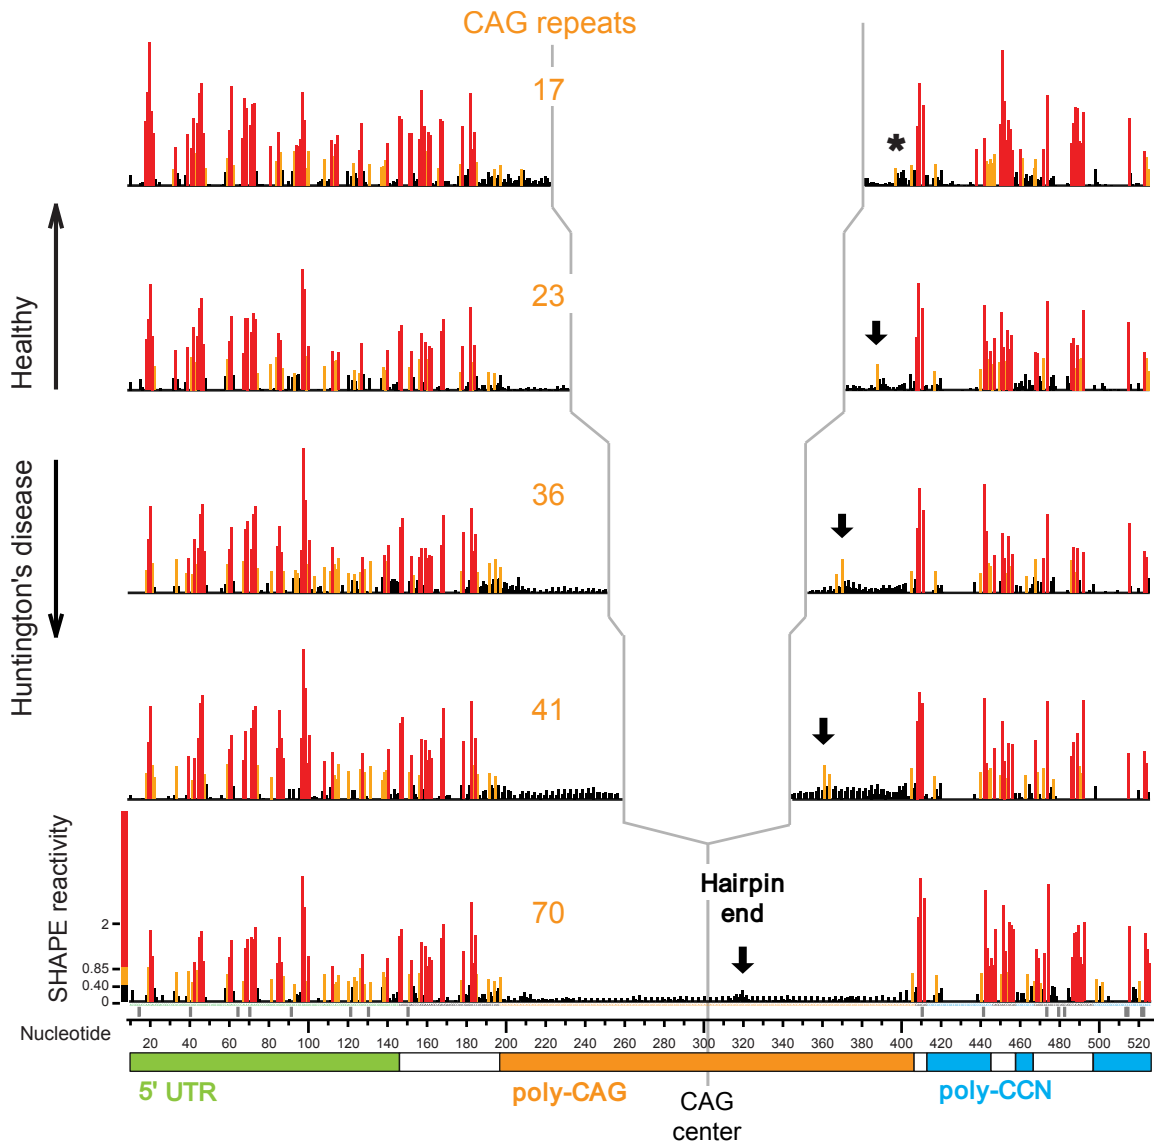 CAG repeats
17
*
Healthy
23
Huntington's disease
36
41
SHAPE reactivity
2
0.85
0.40
0
70
Hairpin
end
Nucleotide
20 40 60 80 100 120 140 160 180 200 220 240 260 280 300 320 340 360 380 400 420 440 460 480 500 520
5' UTR
poly-CAG
CAG
center
poly-CCN